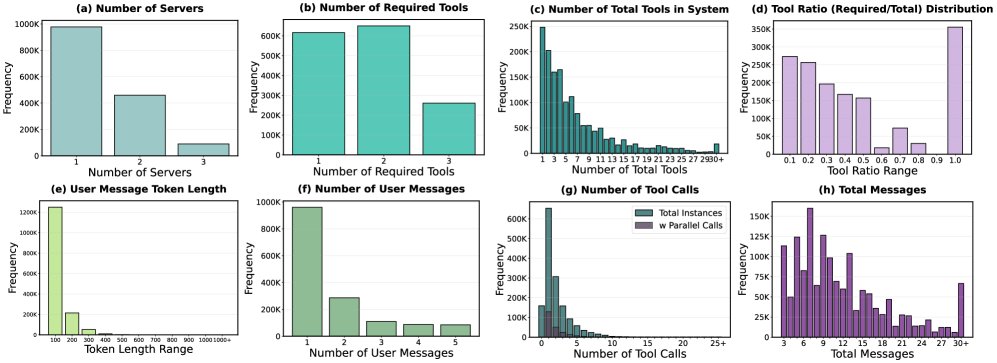 (a) Number of Servers
1000K
800K
600K
400K
200K
0
Frequency
1 2 3
Number of Servers
(b) Number of Required Tools
600K
500K
400K
300K
200K
100K
0
Frequency
1 2 3
Number of Required Tools
(c) Number of Total Tools in System
250K
200K
150K
100K
50K
0
Frequency
1 3 5 7 9 11 13 15 17 19 21 23 25 27 29 30+
Number of Total Tools
(d) Tool Ratio (Required/Total) Distribution
350K
300K
250K
200K
150K
100K
50K
0
Frequency
0.1 0.2 0.3 0.4 0.5 0.6 0.7 0.8 0.9 1.0
Tool Ratio Range
(e) User Message Token Length
1200K
1000K
800K
600K
400K
200K
0
Frequency
100 200 300 400 500 600 700 800 900 1000 1000+
Token Length Range
(f) Number of User Messages
1000K
800K
600K
400K
200K
0
Frequency
1 2 3 4 5
Number of User Messages
(g) Number of Tool Calls
Total Instances
w Parallel Calls
600K
500K
400K
300K
200K
100K
0
Frequency
0 5 10 15 20 25+
Number of Tool Calls
(h) Total Messages
150K
125K
100K
75K
50K
25K
0
Frequency
3 6 9 12 15 18 21 24 27 30+
Total Messages